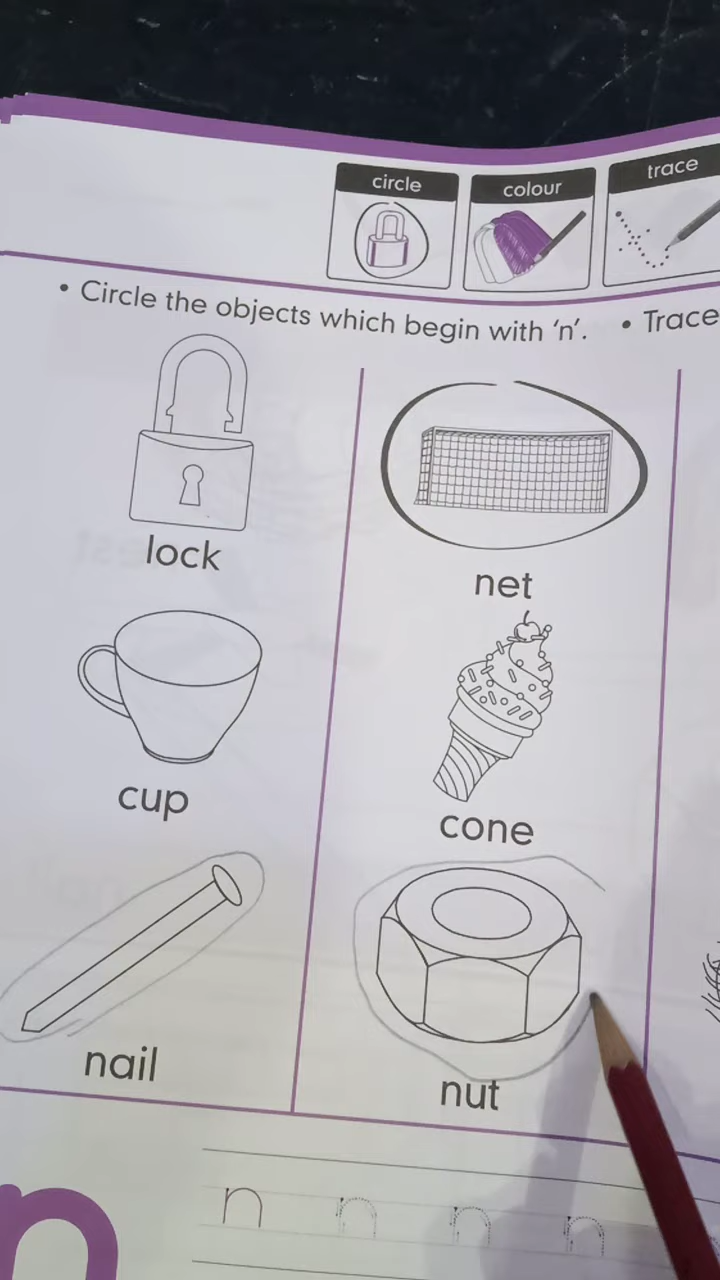 circle colour trace
• Circle the objects which begin with ‘n’. • Trace
lock net
cup cone
nail nut
n n n n n